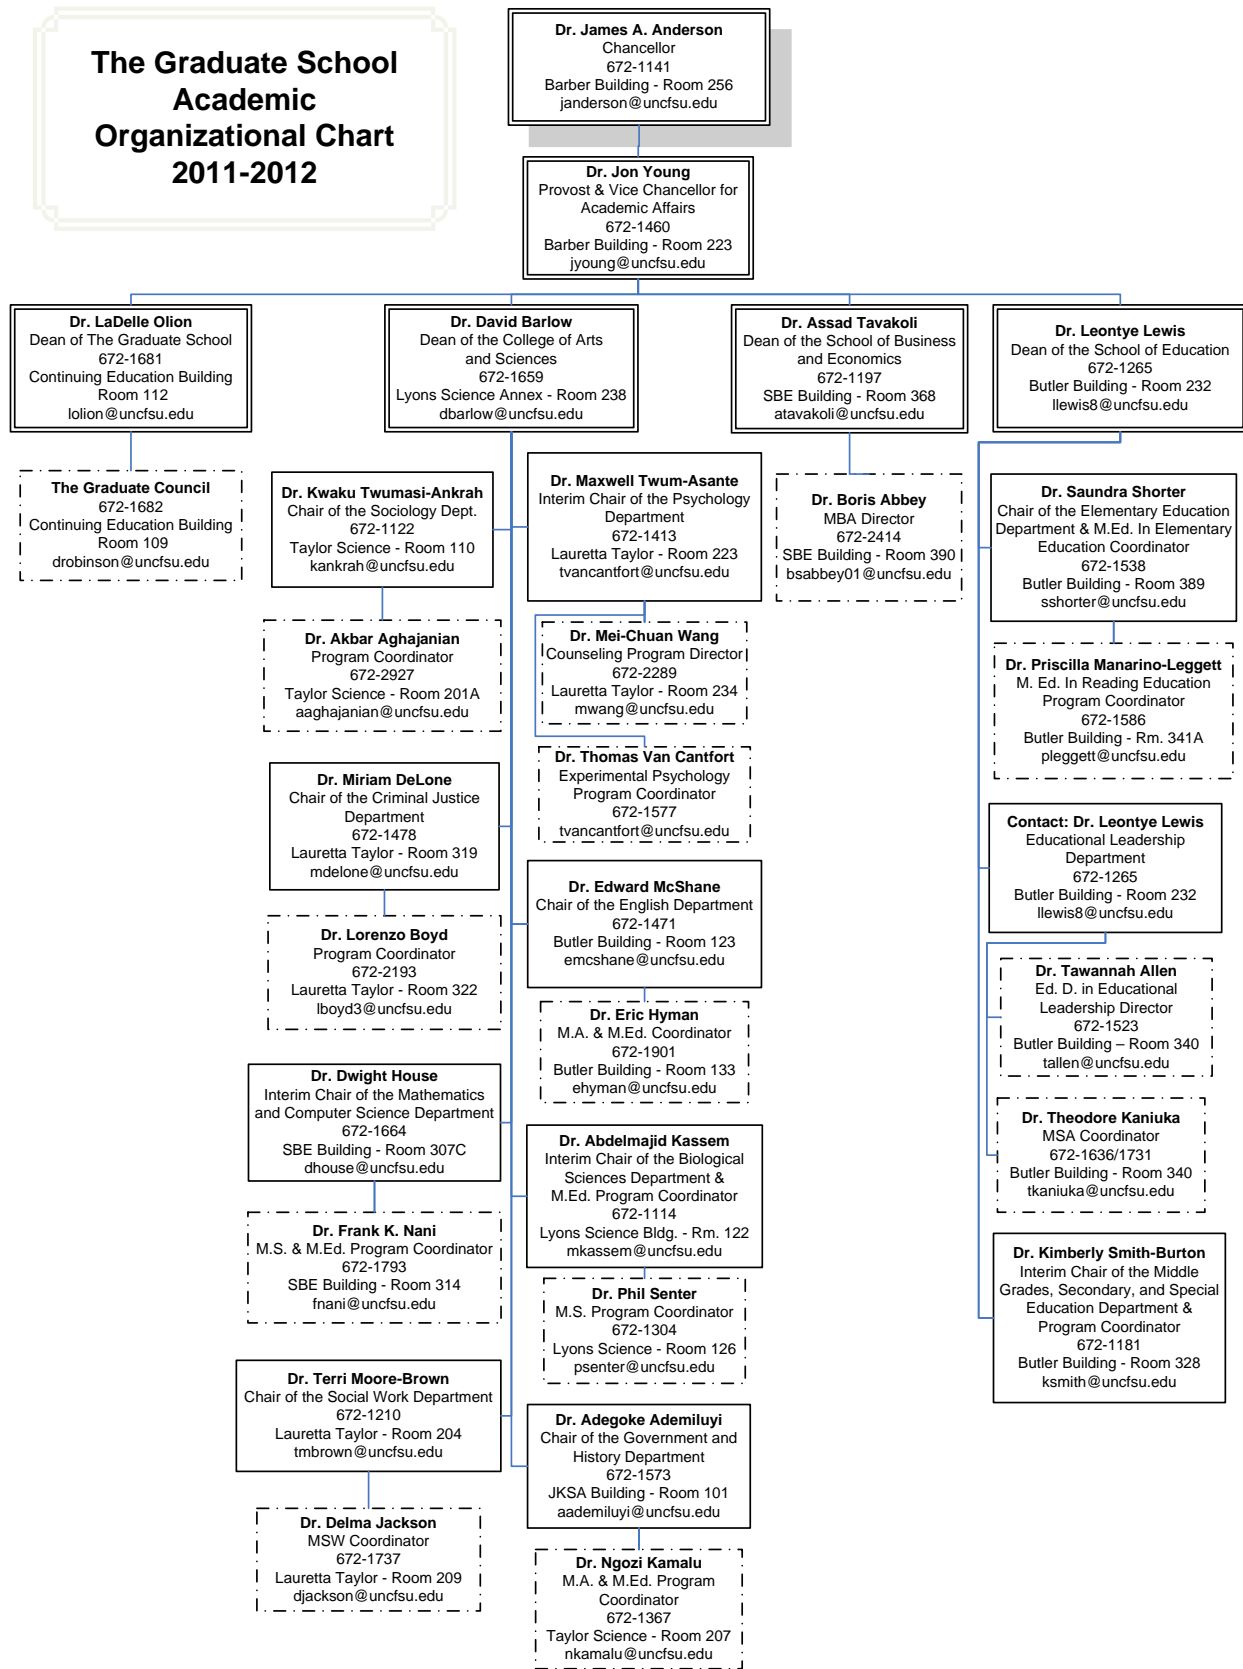 The Graduate School
Academic
Organizational Chart
2011-2012
Dr. James A. Anderson
Chancellor
672-1141
Barber Building - Room 256
janderson@uncfsu.edu
Dr. Jon Young
Provost & Vice Chancellor for
Academic Affairs
672-1460
Barber Building - Room 223
jyoung@uncfsu.edu
Dr. LaDelle Olion
Dean of The Graduate School
672-1681
Continuing Education Building
Room 112
lolion@uncfsu.edu
The Graduate Council
672-1682
Continuing Education Building
Room 109
drobinson@uncfsu.edu
Dr. David Barlow
Dean of the College of Arts
and Sciences
672-1659
Lyons Science Annex - Room 238
dbarlow@uncfsu.edu
Dr. Kwaku Twumasi-Ankrah
Chair of the Sociology Dept.
672-1122
Taylor Science - Room 110
kankrah@uncfsu.edu
Dr. Akbar Aghajanian
Program Coordinator
672-2927
Taylor Science - Room 201A
aaghajanian@uncfsu.edu
Dr. Miriam DeLone
Chair of the Criminal Justice
Department
672-1478
Lauretta Taylor - Room 319
mdelone@uncfsu.edu
Dr. Lorenzo Boyd
Program Coordinator
672-2193
Lauretta Taylor - Room 322
lboyd3@uncfsu.edu
Dr. Dwight House
Interim Chair of the Mathematics
and Computer Science Department
672-1664
SBE Building - Room 307C
dhouse@uncfsu.edu
Dr. Frank K. Nani
M.S. & M.Ed. Program Coordinator
672-1793
SBE Building - Room 314
fnani@uncfsu.edu
Dr. Terri Moore-Brown
Chair of the Social Work Department
672-1210
Lauretta Taylor - Room 204
tmbrown@uncfsu.edu
Dr. Delma Jackson
MSW Coordinator
672-1737
Lauretta Taylor - Room 209
djackson@uncfsu.edu
Dr. Maxwell Twum-Asante
Interim Chair of the Psychology
Department
672-1413
Lauretta Taylor - Room 223
tvancantfort@uncfsu.edu
Dr. Mei-Chuan Wang
Counseling Program Director
672-2289
Lauretta Taylor - Room 234
mwang@uncfsu.edu
Dr. Thomas Van Cantfort
Experimental Psychology
Program Coordinator
672-1577
tvancantfort@uncfsu.edu
Dr. Edward McShane
Chair of the English Department
672-1471
Butler Building - Room 123
emcshane@uncfsu.edu
Dr. Eric Hyman
M.A. & M.Ed. Coordinator
672-1901
Butler Building - Room 133
ehyman@uncfsu.edu
Dr. Abdelmajid Kassem
Interim Chair of the Biological
Sciences Department &
M.Ed. Program Coordinator
672-1114
Lyons Science Bldg. - Rm. 122
mkassem@uncfsu.edu
Dr. Phil Senter
M.S. Program Coordinator
672-1304
Lyons Science - Room 126
psenter@uncfsu.edu
Dr. Adegoke Ademiluyi
Chair of the Government and
History Department
672-1573
JKSA Building - Room 101
aademiluyi@uncfsu.edu
Dr. Ngozi Kamalu
M.A. & M.Ed. Program
Coordinator
672-1367
Taylor Science - Room 207
nkamalu@uncfsu.edu
Dr. Assad Tavakoli
Dean of the School of Business
and Economics
672-1197
SBE Building - Room 368
atavakoli@uncfsu.edu
Dr. Boris Abbey
MBA Director
672-2414
SBE Building - Room 390
bsabbey01@uncfsu.edu
Dr. Leontye Lewis
Dean of the School of Education
672-1265
Butler Building - Room 232
llewis8@uncfsu.edu
Dr. Saundra Shorter
Chair of the Elementary Education
Department & M.Ed. In Elementary
Education Coordinator
672-1538
Butler Building - Room 389
sshorter@uncfsu.edu
Dr. Priscilla Manarino-Leggett
M. Ed. In Reading Education
Program Coordinator
672-1586
Butler Building - Rm. 341A
pleggett@uncfsu.edu
Contact: Dr. Leontye Lewis
Educational Leadership
Department
672-1265
Butler Building - Room 232
llewis8@uncfsu.edu
Dr. Tawannah Allen
Ed. D. in Educational
Leadership Director
672-1523
Butler Building – Room 340
tallen@uncfsu.edu
Dr. Theodore Kaniuka
MSA Coordinator
672-1636/1731
Butler Building - Room 340
tkaniuka@uncfsu.edu
Dr. Kimberly Smith-Burton
Interim Chair of the Middle
Grades, Secondary, and Special
Education Department &
Program Coordinator
672-1181
Butler Building - Room 328
ksmith@uncfsu.edu